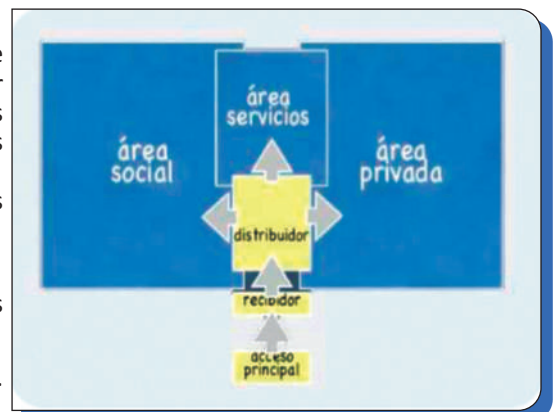 área
servicios
área
social
área
privada
distribuidor
recibidor
acceso
principal